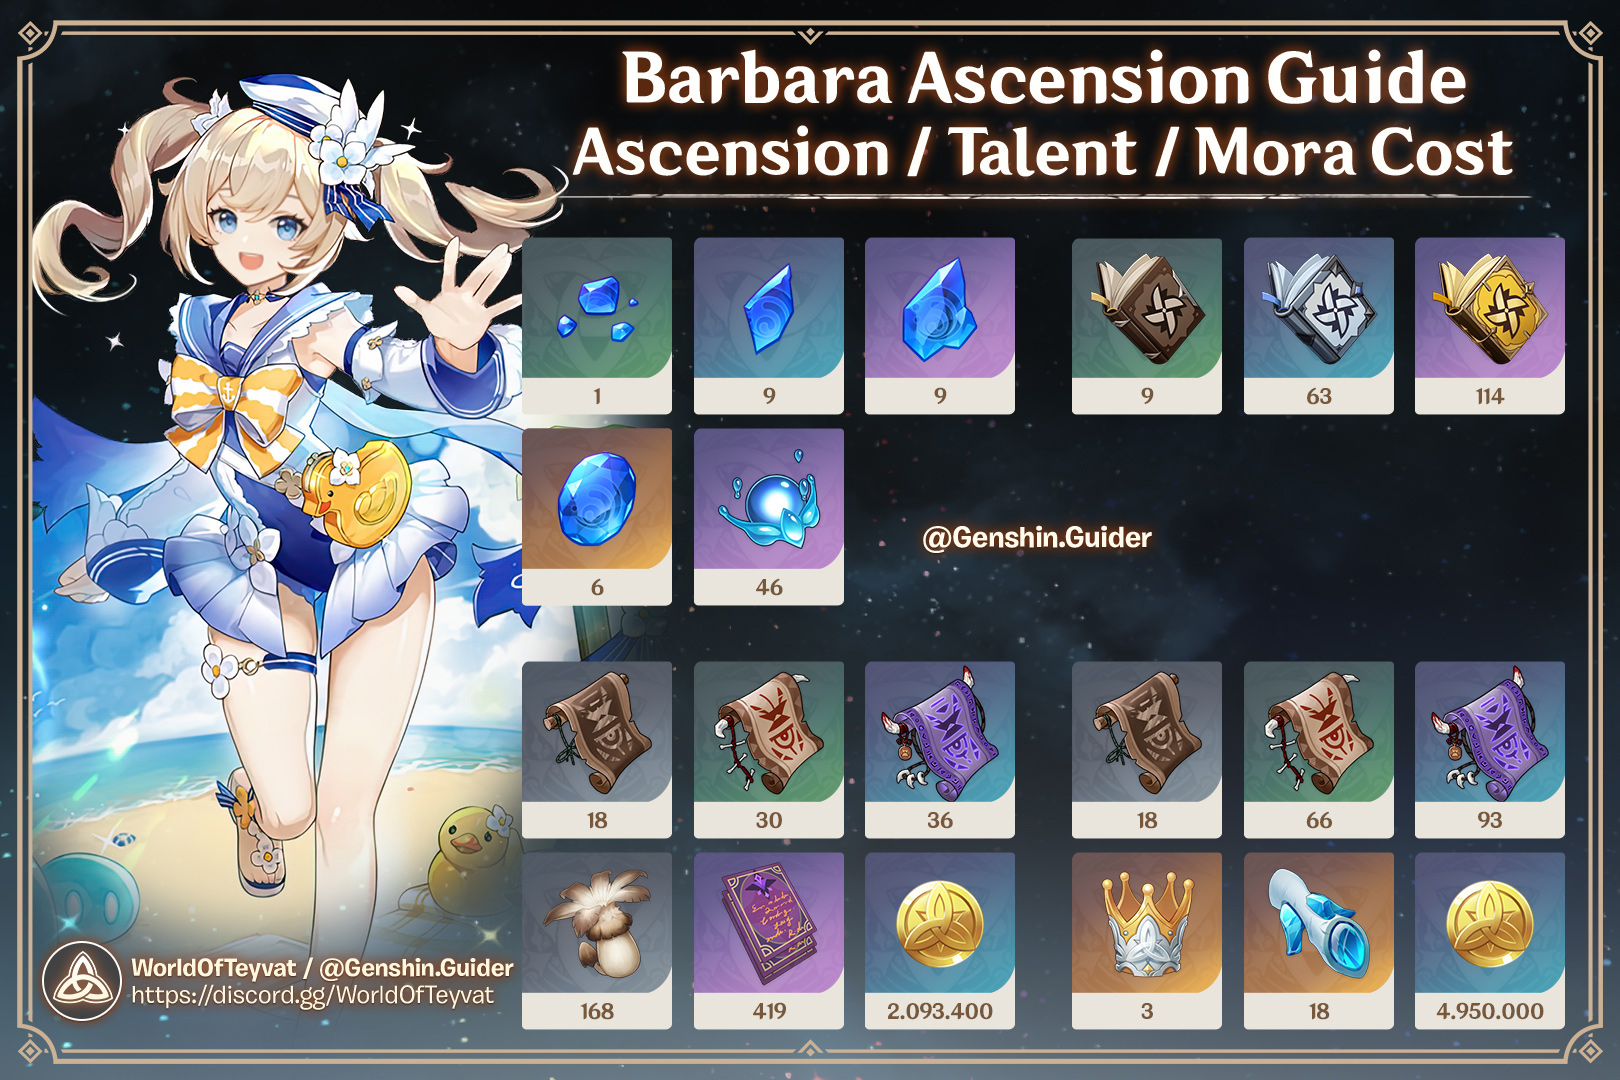 Barbara Ascension Guide
Ascension / Talent / Mora Cost
1 9 9 9 63 114
6 46
@Genshin.Guider
18 30 36 18 66 93
168 419 2.093.400 3 18 4.950.000
WorldOfTeyvat / @Genshin.Guider
https://discord.gg/WorldOfTeyvat